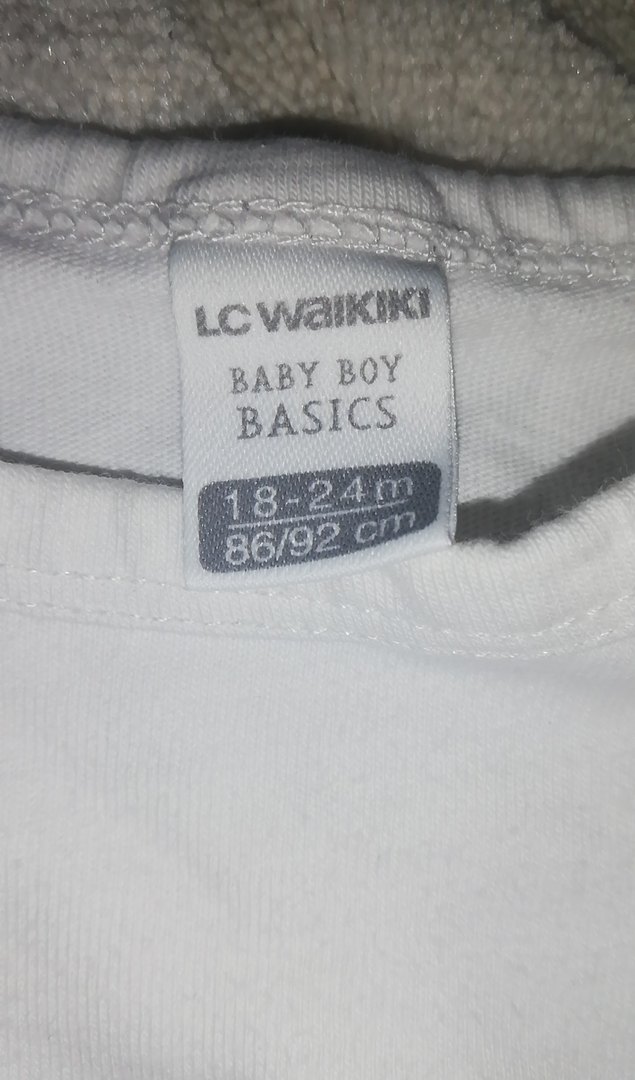 LC WAIKIKI
BABY BOY
BASICS
18-24m
86/92 cm